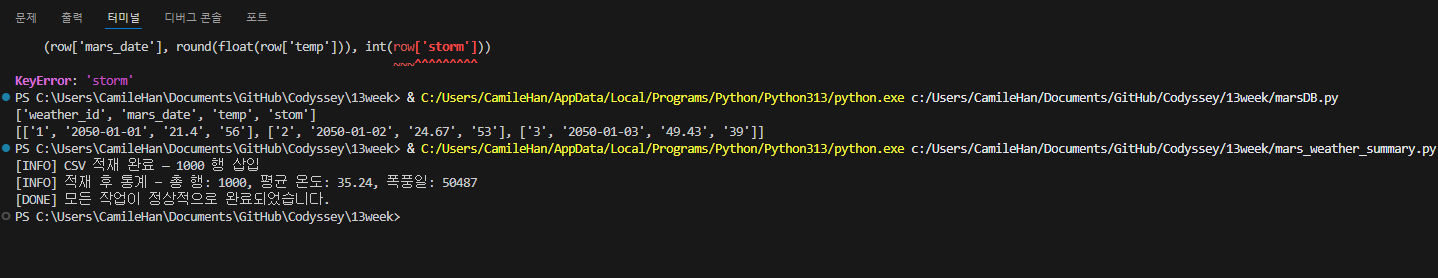 문제 출력 터미널 디버그 콘솔 포트
(row['mars_date'], round(float(row['temp'])), int(row['storm']))
~~~^^^^^^^^^
KeyError: 'storm'
PS C:\Users\CamileHan\Documents\GitHub\Codyssey\13week> & C:/Users/CamileHan/AppData/Local/Programs/Python/Python313/python.exe c:/Users/CamileHan/Documents/GitHub/Codyssey/13week/marsDB.py
['weather_id', 'mars_date', 'temp', 'stom']
[['1', '2050-01-01', '21.4', '56'], ['2', '2050-01-02', '24.67', '53'], ['3', '2050-01-03', '49.43', '39']]
PS C:\Users\CamileHan\Documents\GitHub\Codyssey\13week> & C:/Users/CamileHan/AppData/Local/Programs/Python/Python313/python.exe c:/Users/CamileHan/Documents/GitHub/Codyssey/13week/mars_weather_summary.py
[INFO] CSV 적재 완료 – 1000 행 삽입
[INFO] 적재 후 통계 - 총 행: 1000, 평균 온도: 35.24, 폭풍일: 50487
[DONE] 모든 작업이 정상적으로 완료되었습니다.
PS C:\Users\CamileHan\Documents\GitHub\Codyssey\13week>